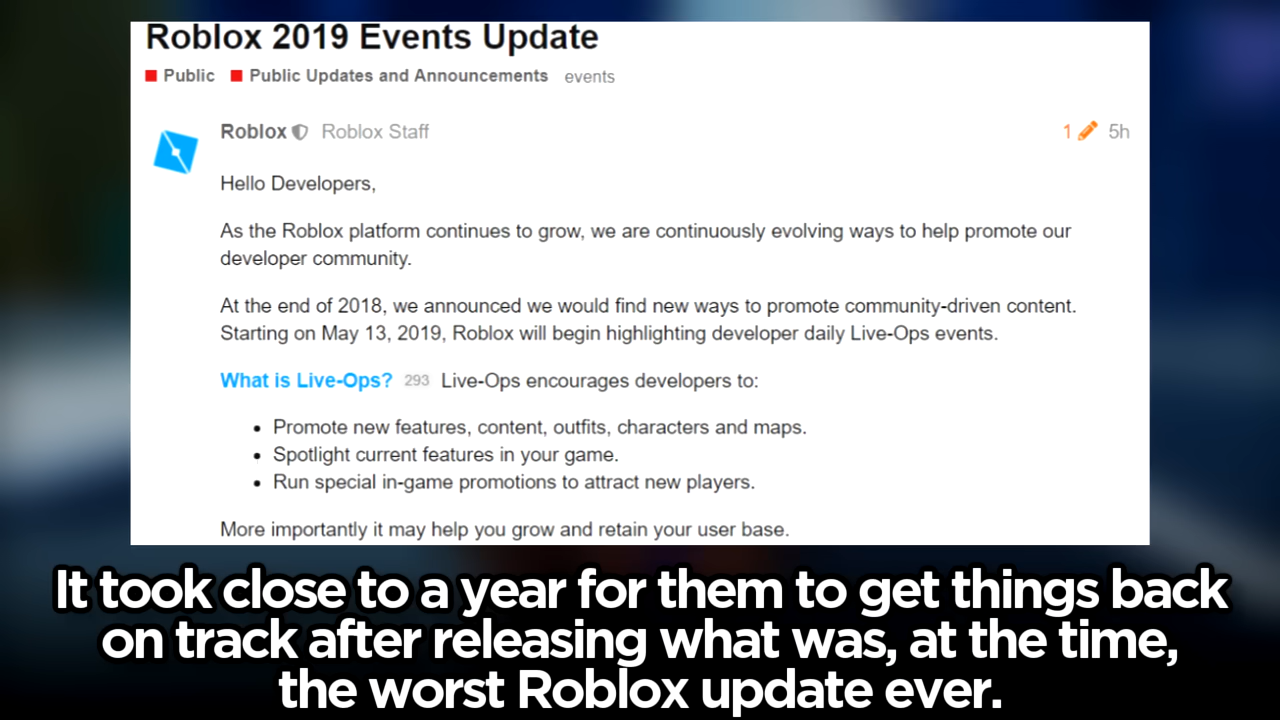 Roblox 2019 Events Update
Public Public Updates and Announcements events
Roblox Roblox Staff 1 5h
Hello Developers,
As the Roblox platform continues to grow, we are continuously evolving ways to help promote our
developer community.
At the end of 2018, we announced we would find new ways to promote community-driven content.
Starting on May 13, 2019, Roblox will begin highlighting developer daily Live-Ops events.
What is Live-Ops? 293 Live-Ops encourages developers to:
• Promote new features, content, outfits, characters and maps.
• Spotlight current features in your game.
• Run special in-game promotions to attract new players.
More importantly it may help you grow and retain your user base.
It took close to a year for them to get things back
on track after releasing what was, at the time,
the worst Roblox update ever.